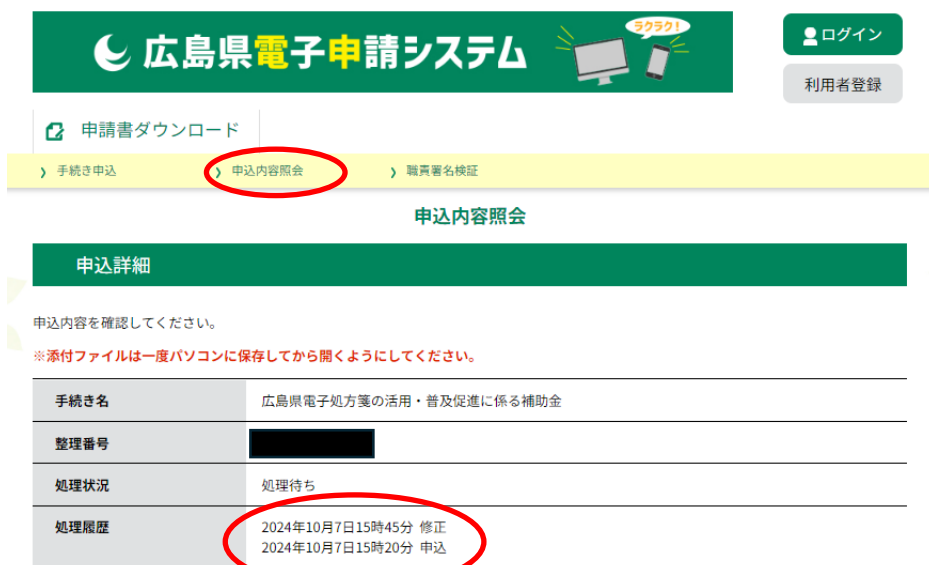 広島県電子申請システム
ラクラク!
ログイン
利用者登録
申請書ダウンロード
手続き申込
申込内容照会
職責署名検証
申込内容照会
申込詳細
申込内容を確認してください。
※添付ファイルは一度パソコンに保存してから開くようにしてください。
手続き名 広島県電子処方箋の活用・普及促進に係る補助金
整理番号
処理状況 処理待ち
処理履歴 2024年10月7日15時45分 修正
2024年10月7日15時20分 申込